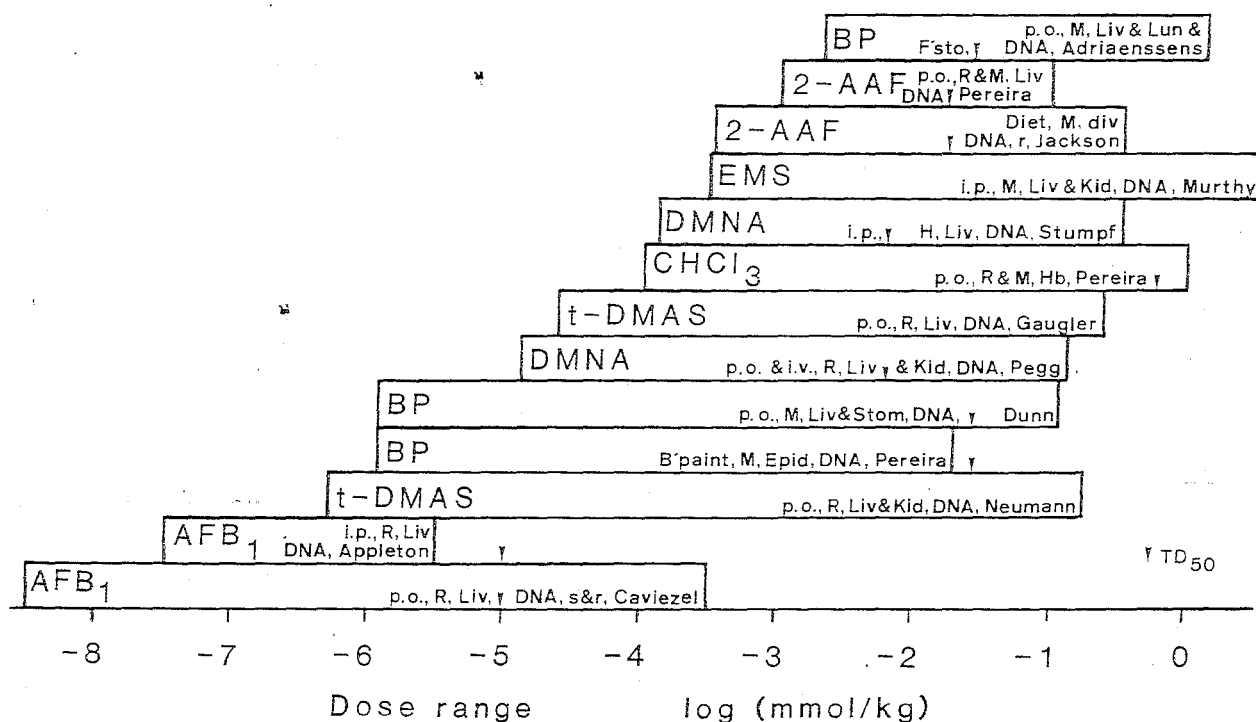 BP p.o., M, Liv & Lun &
F'sto, DNA, Adriaenssens
2-AAF p.o., R&M, Liv
DNA Pereira
2-AAF Diet, M, div
DNA, r, Jackson
EMS i.p., M, Liv & Kid, DNA, Murthy
DMNA i.p., H, Liv, DNA, Stumpf
CHCl3 p.o., R & M, Hb, Pereira
t-DMAS p.o., R, Liv, DNA, Gaugler
DMNA p.o. & i.v., R, Liv & Kid, DNA, Pegg
BP p.o., M, Liv&Stom, DNA, Dunn
BP B'paint, M, Epid, DNA, Pereira
t-DMAS p.o., R, Liv&Kid, DNA, Neumann
AFB1 i.p., R, Liv
DNA, Appleton
TD50
AFB1 p.o., R, Liv, DNA, s&r, Caviezel
-8 -7 -6 -5 -4 -3 -2 -1 0
Dose range log (mmol/kg)